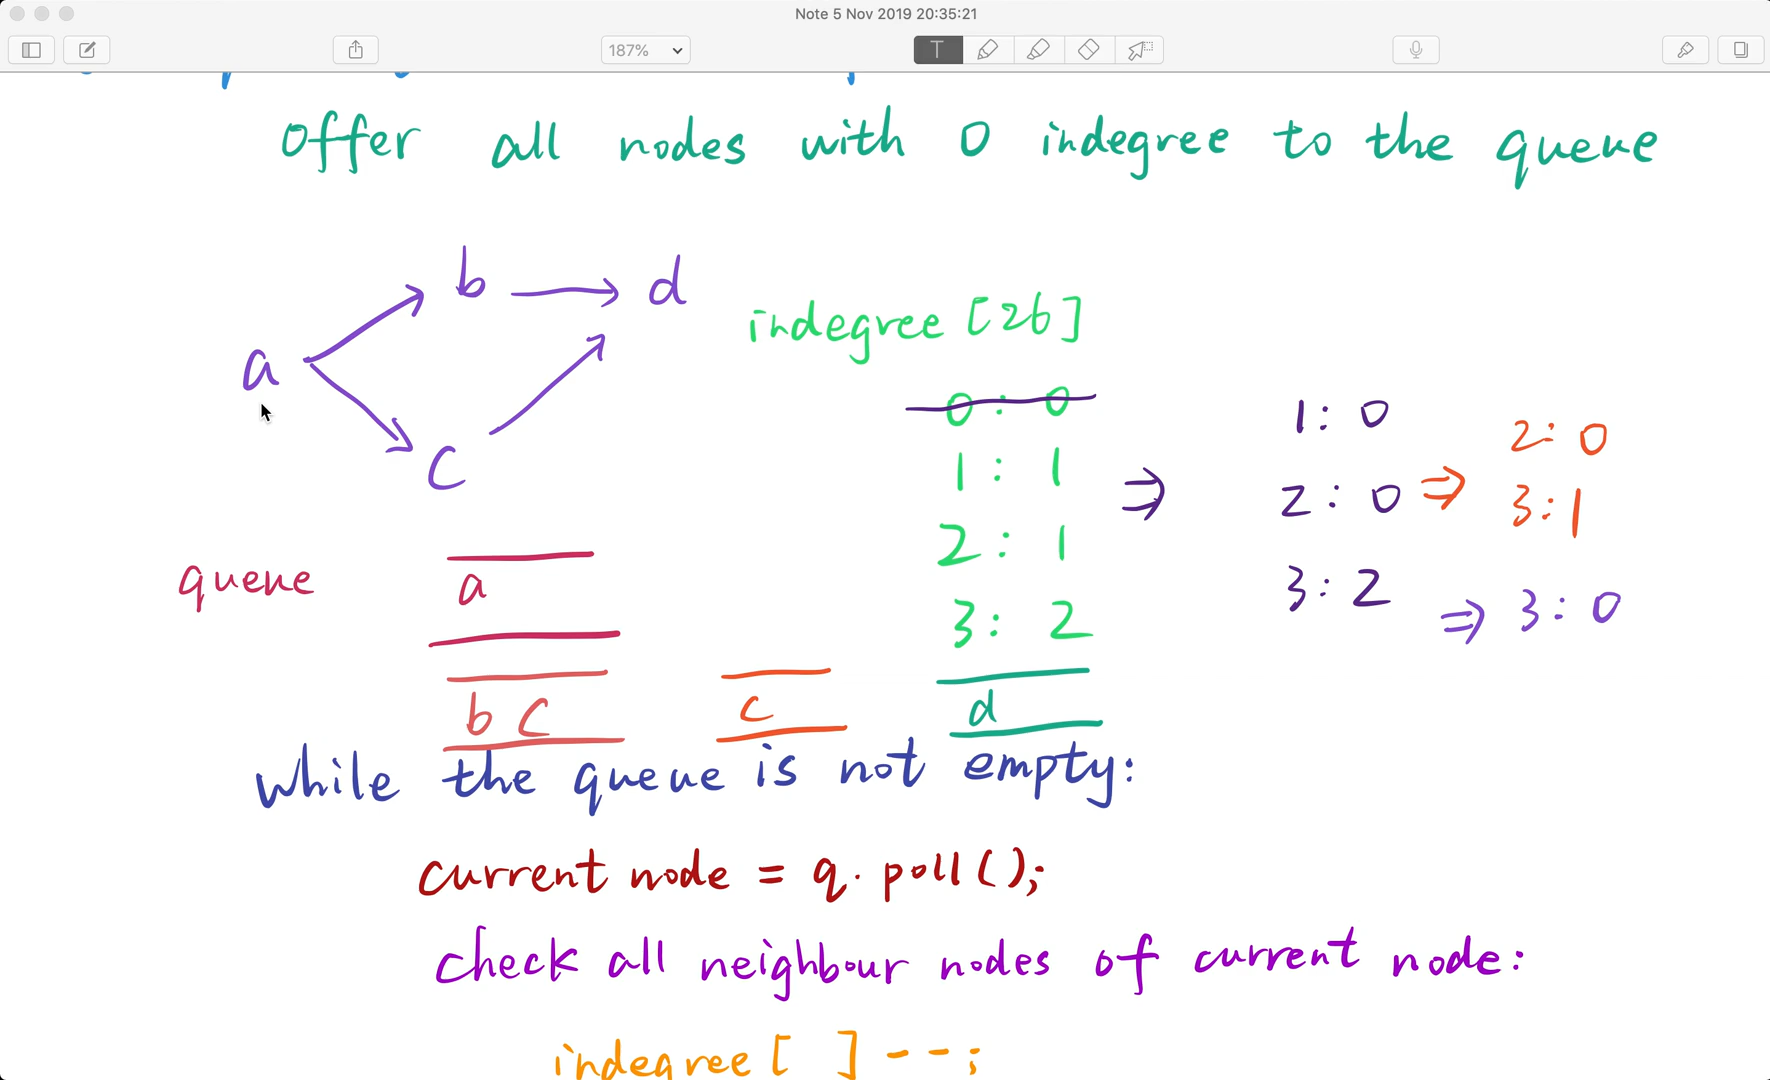 Note 5 Nov 2019 20:35:21
187%
T
Offer all nodes with 0 indegree to the queue
b d
a
c
indegree [26]
0 : 0
1 : 1
2 : 1
3 : 2
⇒
1 : 0
2 : 0
3 : 2
⇒
2 : 0
3 : 1
⇒ 3 : 0
queue
a
b c
c
d
While the queue is not empty:
current node = q. poll ();
check all neighbour nodes of current node:
indegree [ ] - - ;